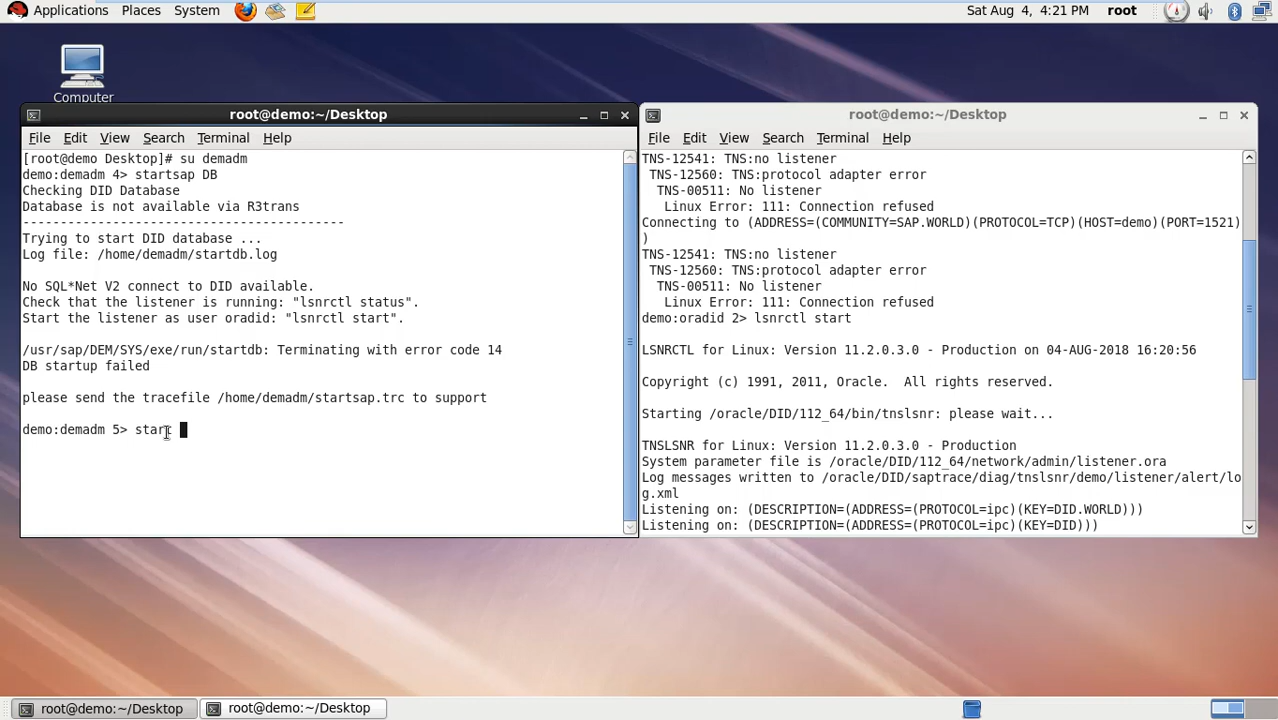 Applications Places System
Sat Aug 4, 4:21 PM root
Computer
root@demo:~/Desktop
File Edit View Search Terminal Help
[root@demo Desktop]# su demadm
demo:demadm 4> startsap DB
Checking DID Database
Database is not available via R3trans
----------------------------------------
Trying to start DID database ...
Log file: /home/demadm/startdb.log
No SQL*Net V2 connect to DID available.
Check that the listener is running: "lsnrctl status".
Start the listener as user oradid: "lsnrctl start".
/usr/sap/DEM/SYS/exe/run/startdb: Terminating with error code 14
DB startup failed
please send the tracefile /home/demadm/startsap.trc to support
demo:demadm 5> start
root@demo:~/Desktop
File Edit View Search Terminal Help
TNS-12541: TNS:no listener
TNS-12560: TNS:protocol adapter error
TNS-00511: No listener
Linux Error: 111: Connection refused
Connecting to (ADDRESS=(COMMUNITY=SAP.WORLD)(PROTOCOL=TCP)(HOST=demo)(PORT=1521)
)
TNS-12541: TNS:no listener
TNS-12560: TNS:protocol adapter error
TNS-00511: No listener
Linux Error: 111: Connection refused
demo:oradid 2> lsnrctl start
LSNRCTL for Linux: Version 11.2.0.3.0 - Production on 04-AUG-2018 16:20:56
Copyright (c) 1991, 2011, Oracle. All rights reserved.
Starting /oracle/DID/112_64/bin/tnslsnr: please wait...
TNSLSNR for Linux: Version 11.2.0.3.0 - Production
System parameter file is /oracle/DID/112_64/network/admin/listener.ora
Log messages written to /oracle/DID/saptrace/diag/tnslsnr/demo/listener/alert/lo
g.xml
Listening on: (DESCRIPTION=(ADDRESS=(PROTOCOL=ipc)(KEY=DID.WORLD)))
Listening on: (DESCRIPTION=(ADDRESS=(PROTOCOL=ipc)(KEY=DID)))
root@demo:~/Desktop
root@demo:~/Desktop